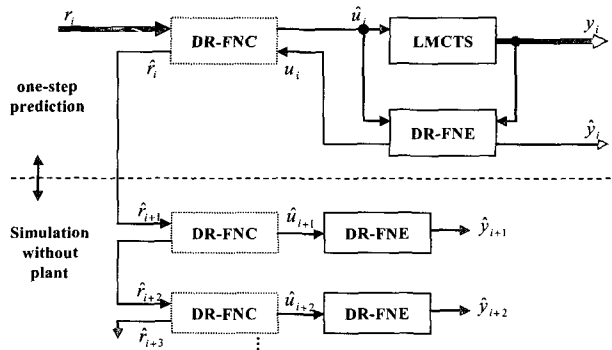 r_i
DR-FNC
û_i
LMCTS
y_i
r̂_i
u_i
one-step
prediction
DR-FNE
ŷ_i
Simulation
without
plant
r̂_{i+1}
DR-FNC
û_{i+1}
DR-FNE
ŷ_{i+1}
r̂_{i+2}
DR-FNC
û_{i+2}
DR-FNE
ŷ_{i+2}
r̂_{i+3}
⋮